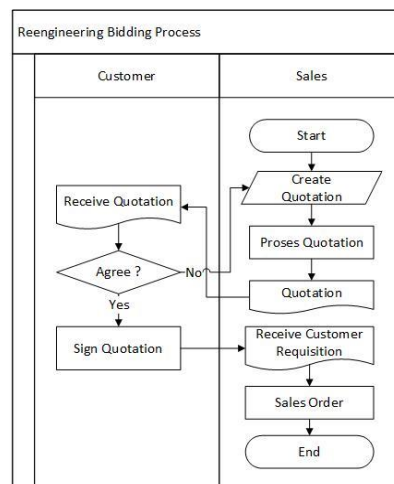 Reengineering Bidding Process
Customer
Sales
Start
Create
Quotation
Receive Quotation
Proses Quotation
Agree ?
No
Quotation
Yes
Sign Quotation
Receive Customer
Requisition
Sales Order
End